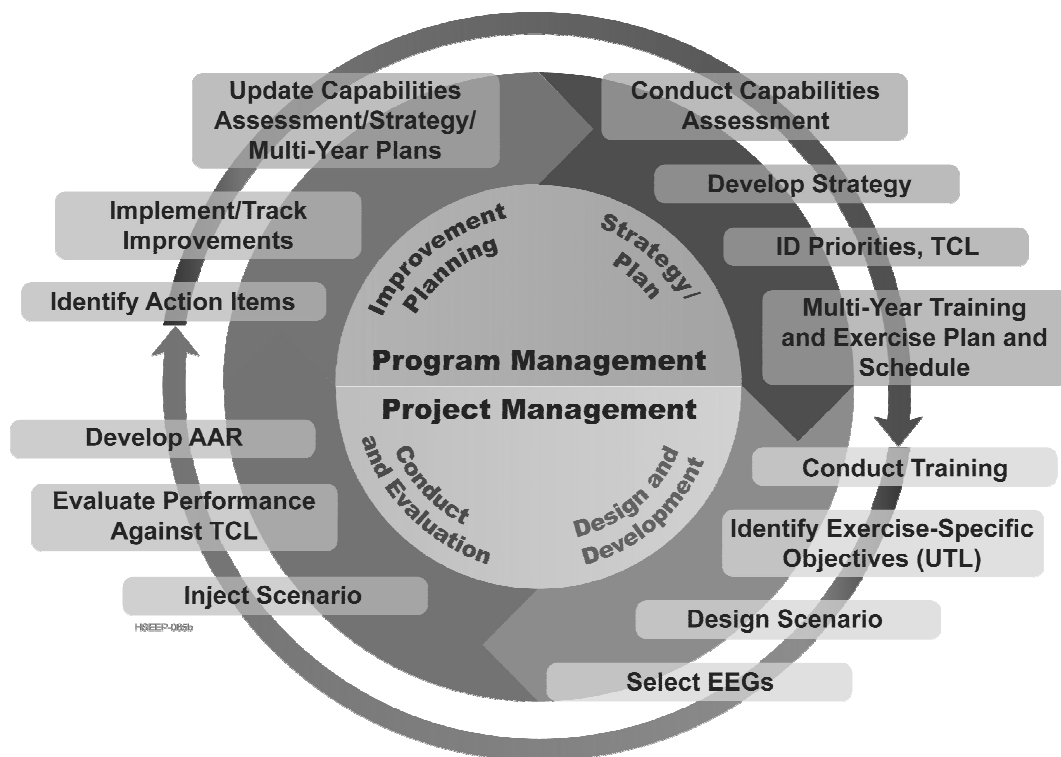 Update Capabilities
Assessment/Strategy/
Multi-Year Plans
Conduct Capabilities
Assessment
Develop Strategy
ID Priorities, TCL
Multi-Year Training
and Exercise Plan and
Schedule
Conduct Training
Identify Exercise-Specific
Objectives (UTL)
Design Scenario
Select EEGs
Inject Scenario
Evaluate Performance
Against TCL
Develop AAR
Identify Action Items
Implement/Track
Improvements
Improvement
Planning
Strategy/
Plan
Program Management
Project Management
Conduct
and Evaluation
Design and
Development
HSEEP-065b